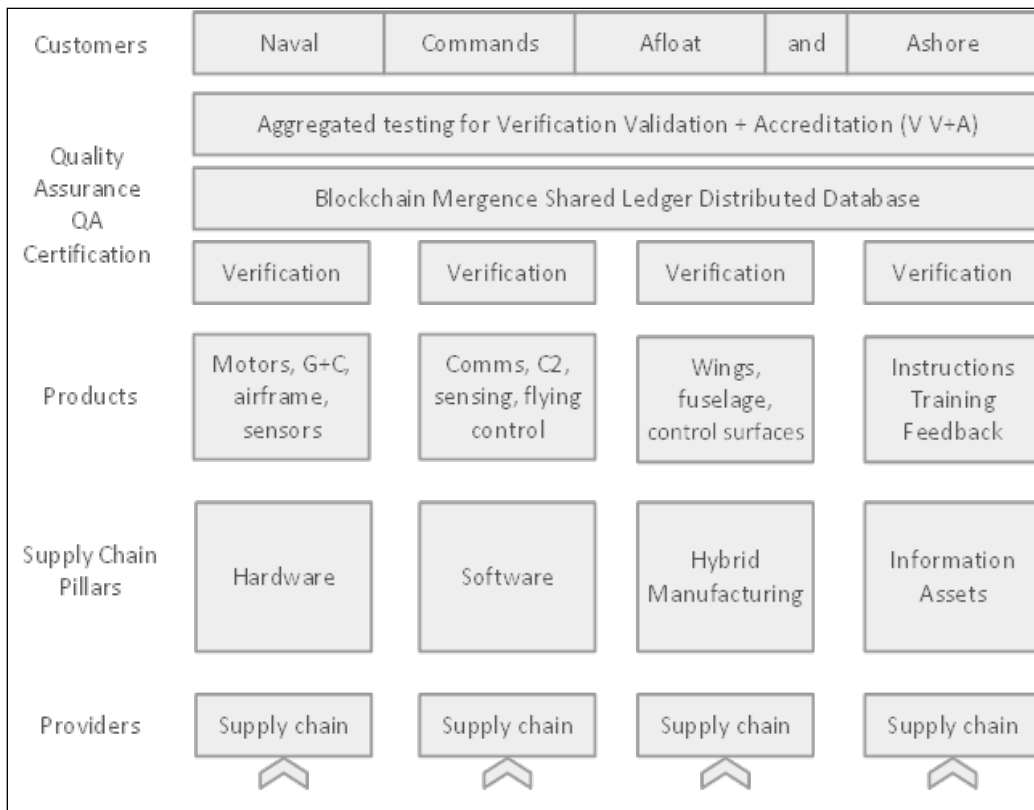 Customers
Naval
Commands
Afloat
and
Ashore
Quality
Assurance
QA
Certification
Aggregated testing for Verification Validation + Accreditation (V V+A)
Blockchain Mergence Shared Ledger Distributed Database
Verification
Verification
Verification
Verification
Products
Motors, G+C,
airframe,
sensors
Comms, C2,
sensing, flying
control
Wings,
fuselage,
control surfaces
Instructions
Training
Feedback
Supply Chain
Pillars
Hardware
Software
Hybrid
Manufacturing
Information
Assets
Providers
Supply chain
Supply chain
Supply chain
Supply chain